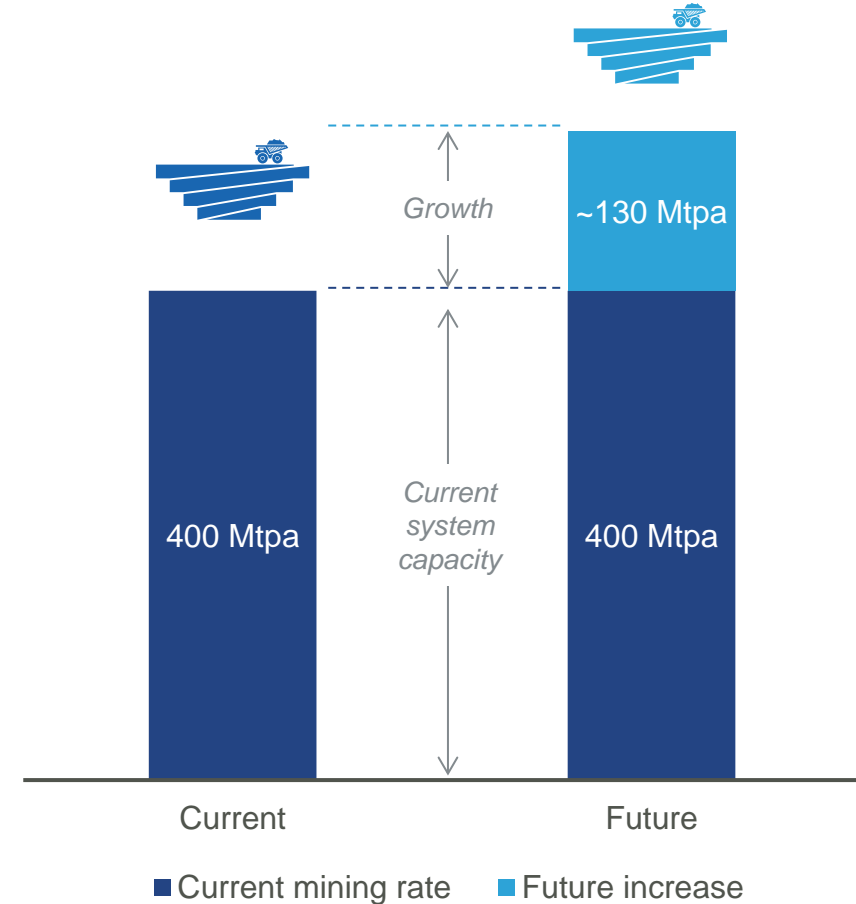 Growth
~130 Mtpa
400 Mtpa
Current
system
capacity
400 Mtpa
Current
Future
Current mining rate
Future increase